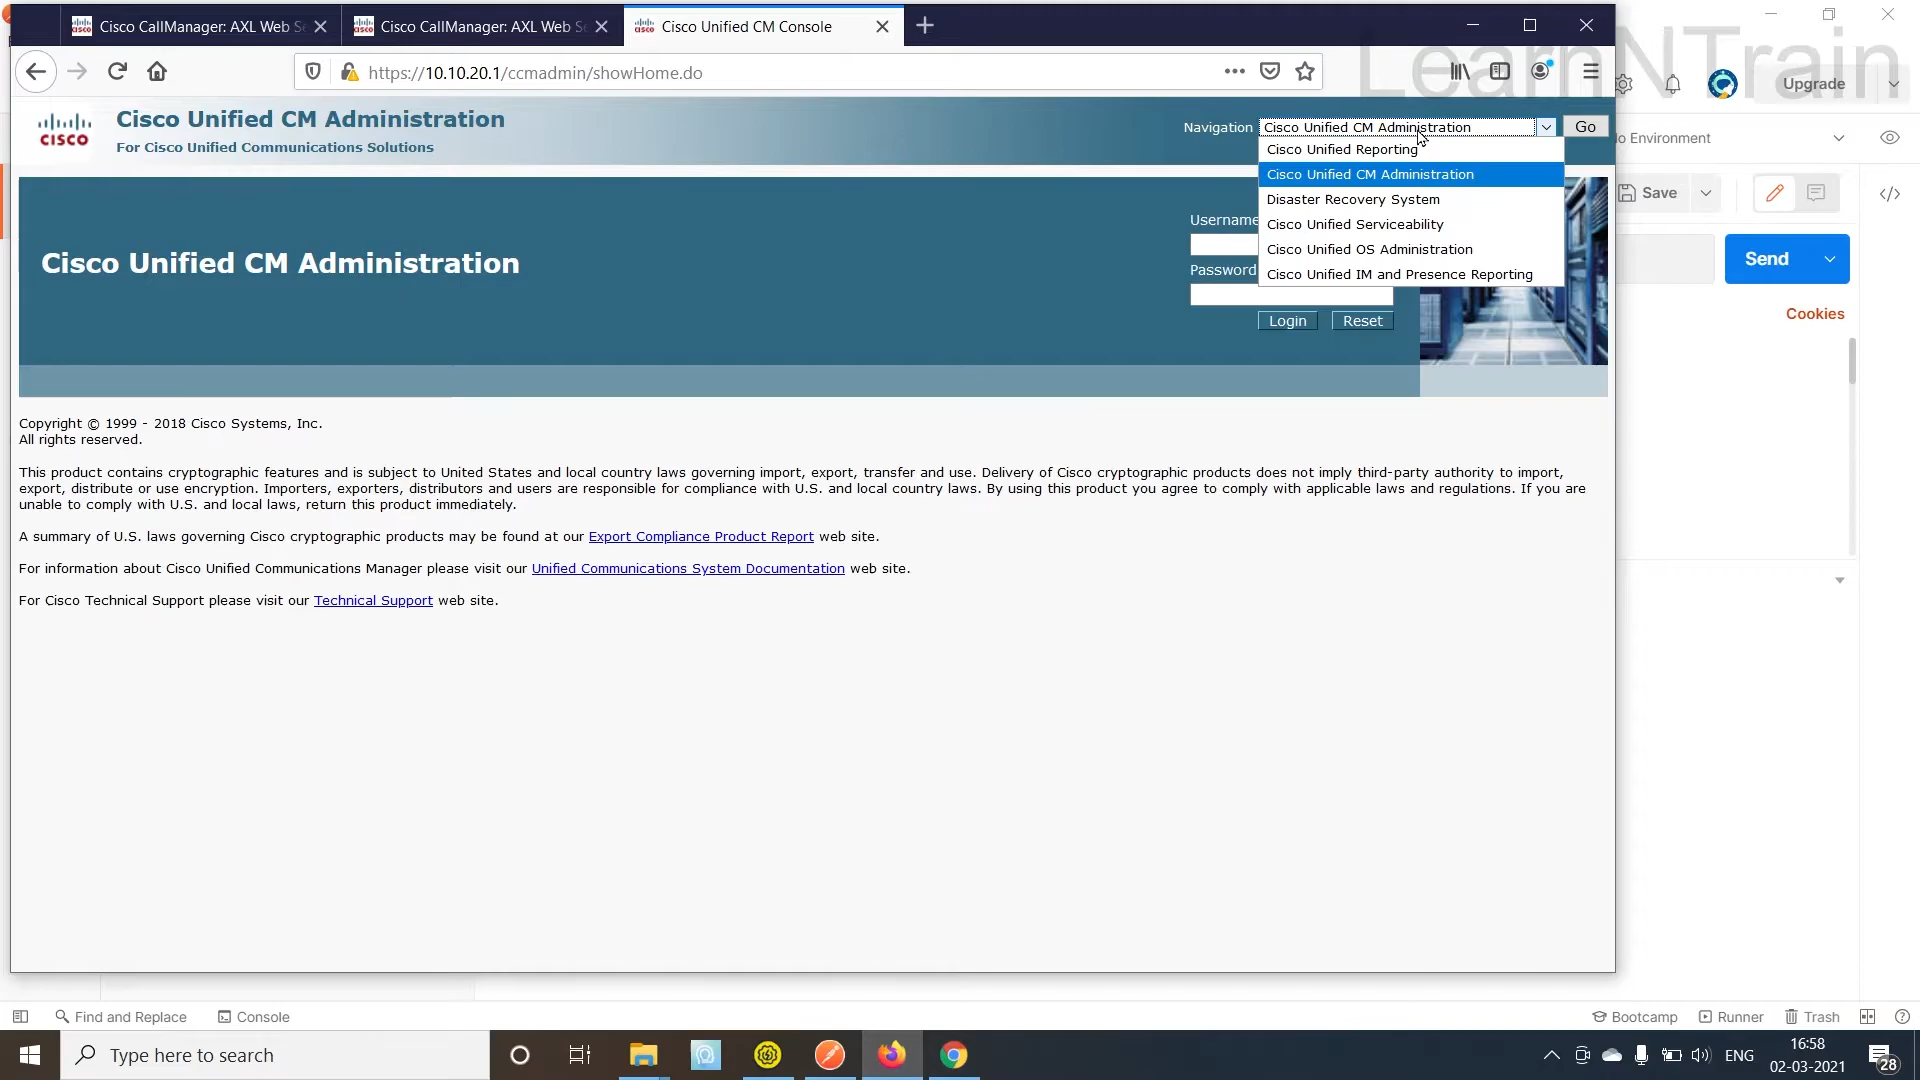 Cisco CallManager: AXL Web Se
Cisco CallManager: AXL Web Se
Cisco Unified CM Console
https://10.10.20.1/ccmadmin/showHome.do
LearnNTrain
Upgrade
CISCO
Cisco Unified CM Administration
For Cisco Unified Communications Solutions
Navigation
Cisco Unified CM Administration
Go
o Environment
Cisco Unified Reporting
Cisco Unified CM Administration
Disaster Recovery System
Cisco Unified Serviceability
Cisco Unified OS Administration
Cisco Unified IM and Presence Reporting
Save
Send
Cookies
Cisco Unified CM Administration
Username
Password
Login
Reset
Copyright © 1999 - 2018 Cisco Systems, Inc.
All rights reserved.
This product contains cryptographic features and is subject to United States and local country laws governing import, export, transfer and use. Delivery of Cisco cryptographic products does not imply third-party authority to import,
export, distribute or use encryption. Importers, exporters, distributors and users are responsible for compliance with U.S. and local country laws. By using this product you agree to comply with applicable laws and regulations. If you are
unable to comply with U.S. and local laws, return this product immediately.
A summary of U.S. laws governing Cisco cryptographic products may be found at our Export Compliance Product Report web site.
For information about Cisco Unified Communications Manager please visit our Unified Communications System Documentation web site.
For Cisco Technical Support please visit our Technical Support web site.
Find and Replace
Console
Bootcamp
Runner
Trash
Type here to search
ENG
16:58
02-03-2021
28